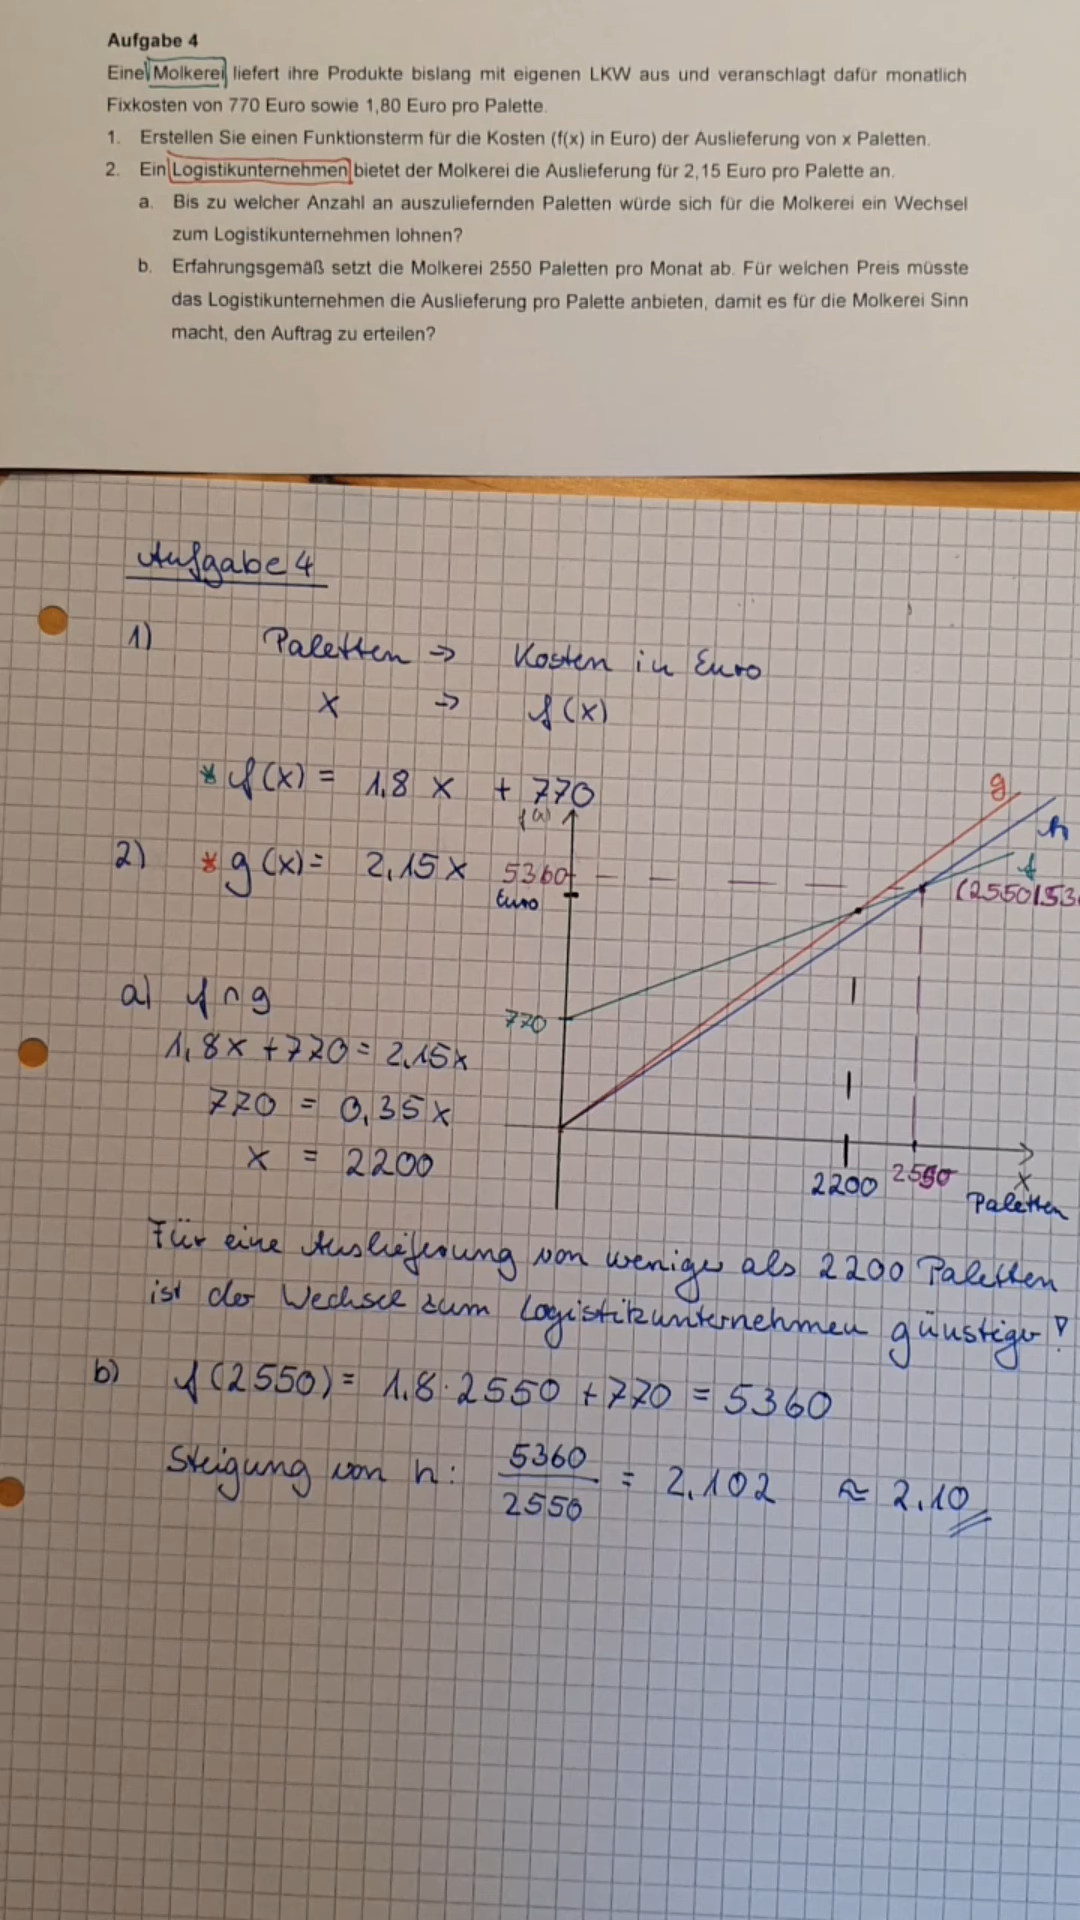 Aufgabe 4
Eine Molkerei liefert ihre Produkte bislang mit eigenen LKW aus und veranschlagt dafür monatlich
Fixkosten von 770 Euro sowie 1,80 Euro pro Palette.
1. Erstellen Sie einen Funktionsterm für die Kosten (f(x) in Euro) der Auslieferung von x Paletten.
2. Ein Logistikunternehmen bietet der Molkerei die Auslieferung für 2,15 Euro pro Palette an.
a. Bis zu welcher Anzahl an auszuliefernden Paletten würde sich für die Molkerei ein Wechsel
zum Logistikunternehmen lohnen?
b. Erfahrungsgemäß setzt die Molkerei 2550 Paletten pro Monat ab. Für welchen Preis müsste
das Logistikunternehmen die Auslieferung pro Palette anbieten, damit es für die Molkerei Sinn
macht, den Auftrag zu erteilen?
Aufgabe 4
1) Paletten → Kosten in Euro
x → f(x)
* f(x) = 1,8 x + 770
f(x)
g
h
f
2) * g(x) = 2,15x
5360
Euro
(2550|53
770
2200 2550
x
Paletten
a) f ∩ g
1,8x + 770 = 2,15x
770 = 0,35x
x = 2200
Für eine Auslieferung von weniger als 2200 Paletten
ist der Wechsel zum Logistikunternehmen günstiger!
b) f(2550) = 1,8 · 2550 + 770 = 5360
Steigung von h: 5360/2550 = 2,102 ≈ 2,10